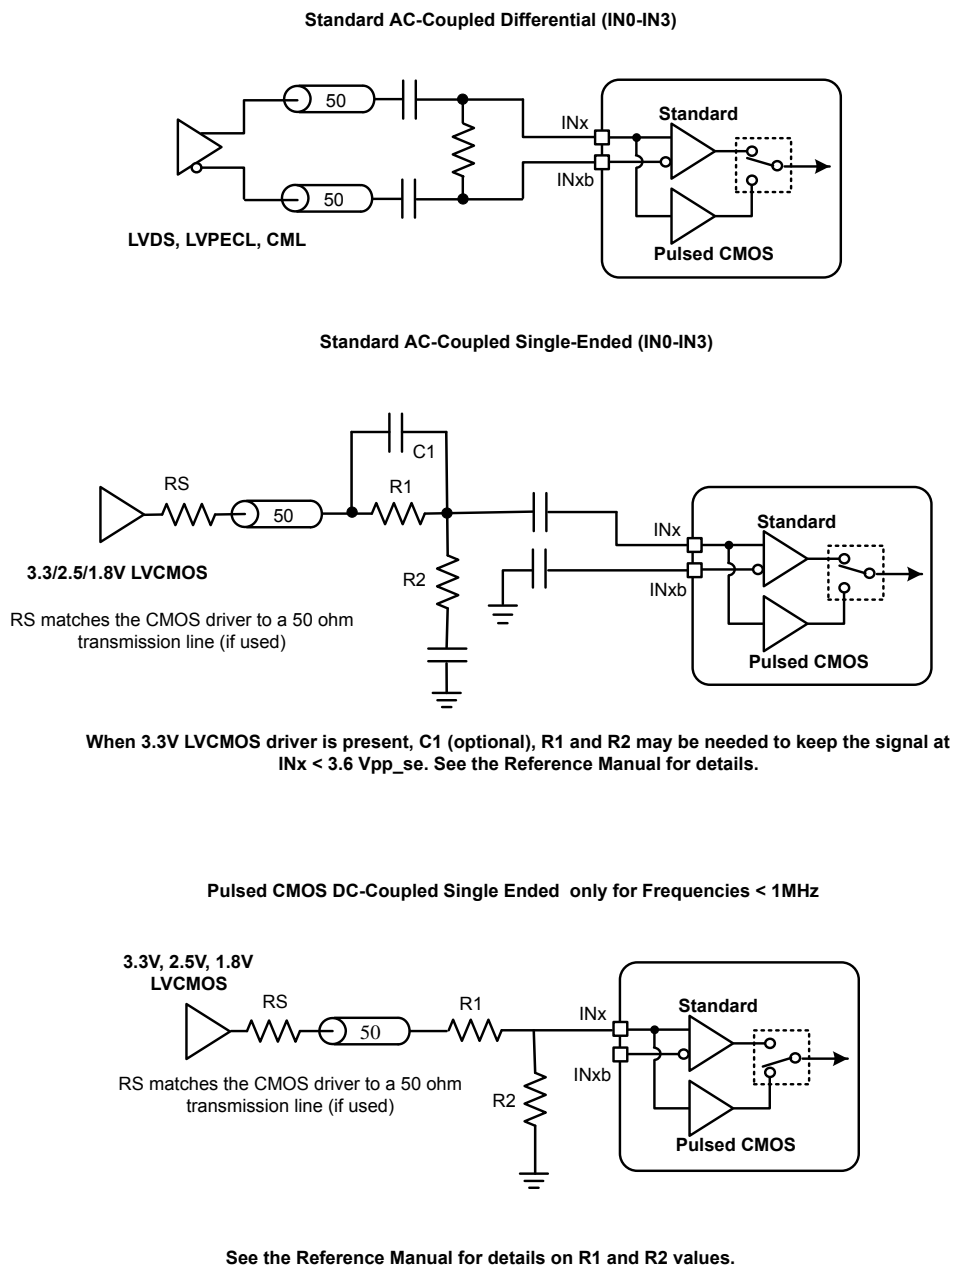 Standard AC-Coupled Differential (IN0-IN3)
50
INx
Standard
50
INxb
LVDS, LVPECL, CML
Pulsed CMOS
Standard AC-Coupled Single-Ended (IN0-IN3)
C1
RS
R1
50
INx
Standard
3.3/2.5/1.8V LVCMOS
R2
INxb
RS matches the CMOS driver to a 50 ohm
transmission line (if used)
Pulsed CMOS
When 3.3V LVCMOS driver is present, C1 (optional), R1 and R2 may be needed to keep the signal at
INx < 3.6 Vpp_se. See the Reference Manual for details.
Pulsed CMOS DC-Coupled Single Ended only for Frequencies < 1MHz
3.3V, 2.5V, 1.8V
LVCMOS
RS
R1
50
INx
Standard
INxb
RS matches the CMOS driver to a 50 ohm
transmission line (if used)
R2
Pulsed CMOS
See the Reference Manual for details on R1 and R2 values.